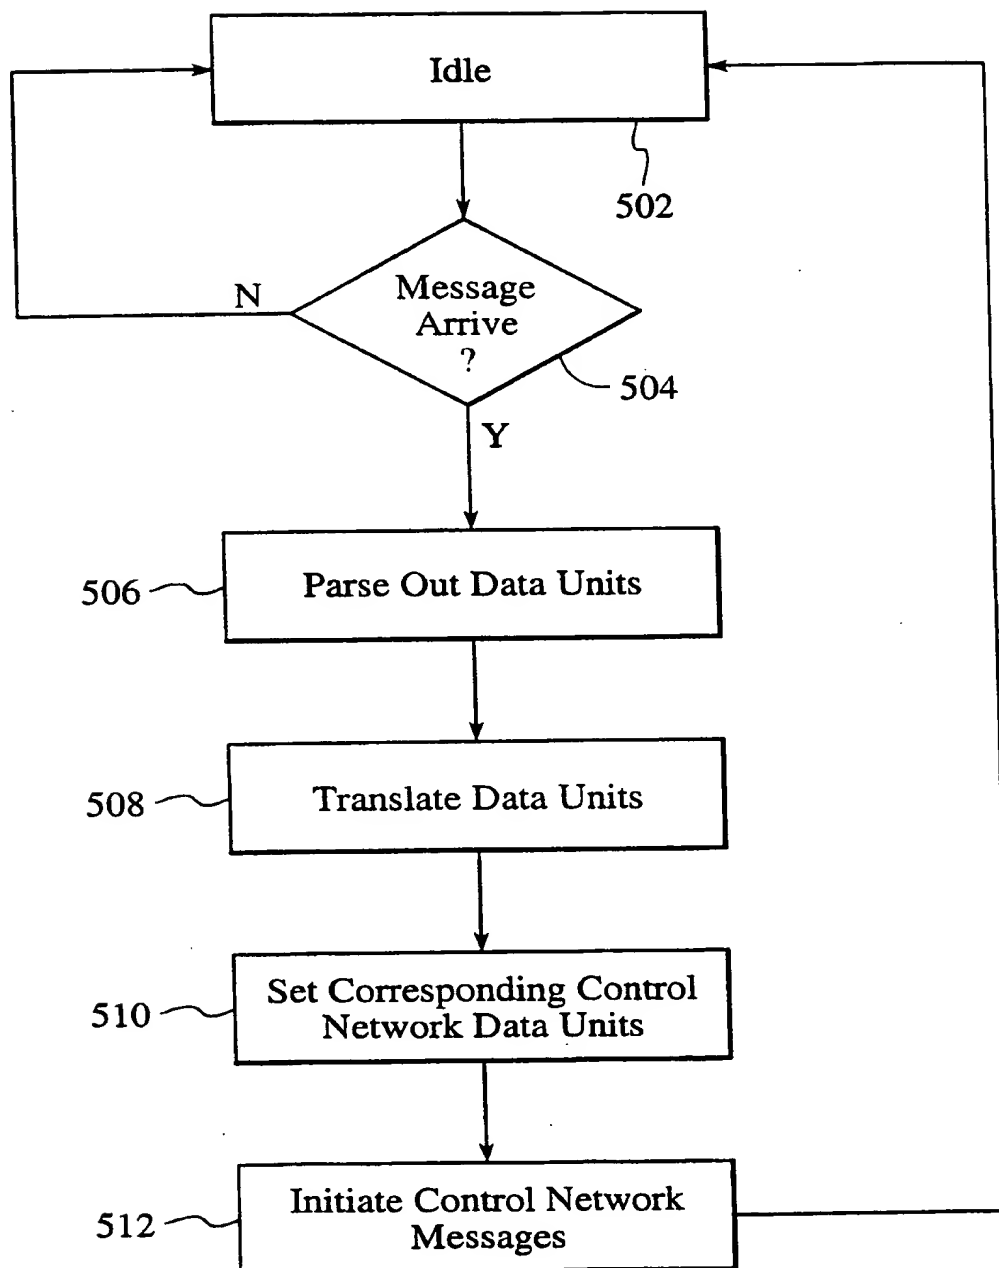 Idle
502
N
Message
Arrive
?
504
Y
506
Parse Out Data Units
508
Translate Data Units
510
Set Corresponding Control
Network Data Units
512
Initiate Control Network
Messages